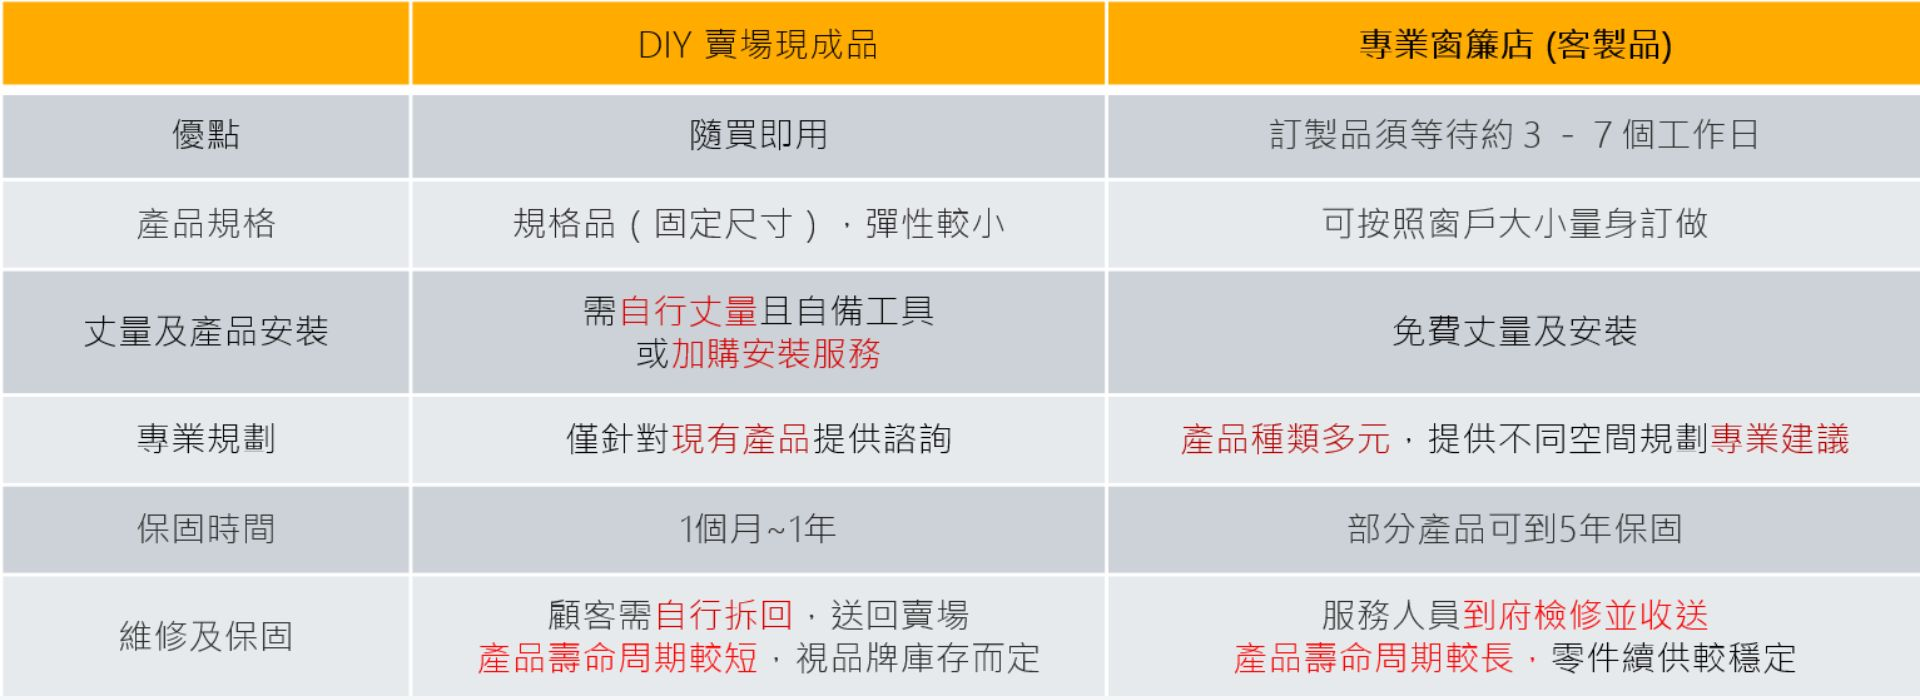 DIY 賣場現成品
專業窗簾店 (客製品)
優點
隨買即用
訂製品須等待約 3 - 7 個工作日
產品規格
規格品（固定尺寸），彈性較小
可按照窗戶大小量身訂做
丈量及產品安裝
需自行丈量且自備工具
或加購安裝服務
免費丈量及安裝
專業規劃
僅針對現有產品提供諮詢
產品種類多元，提供不同空間規劃專業建議
保固時間
1個月~1年
部分產品可到5年保固
維修及保固
顧客需自行拆回，送回賣場
產品壽命周期較短，視品牌庫存而定
服務人員到府檢修並收送
產品壽命周期較長，零件續供較穩定